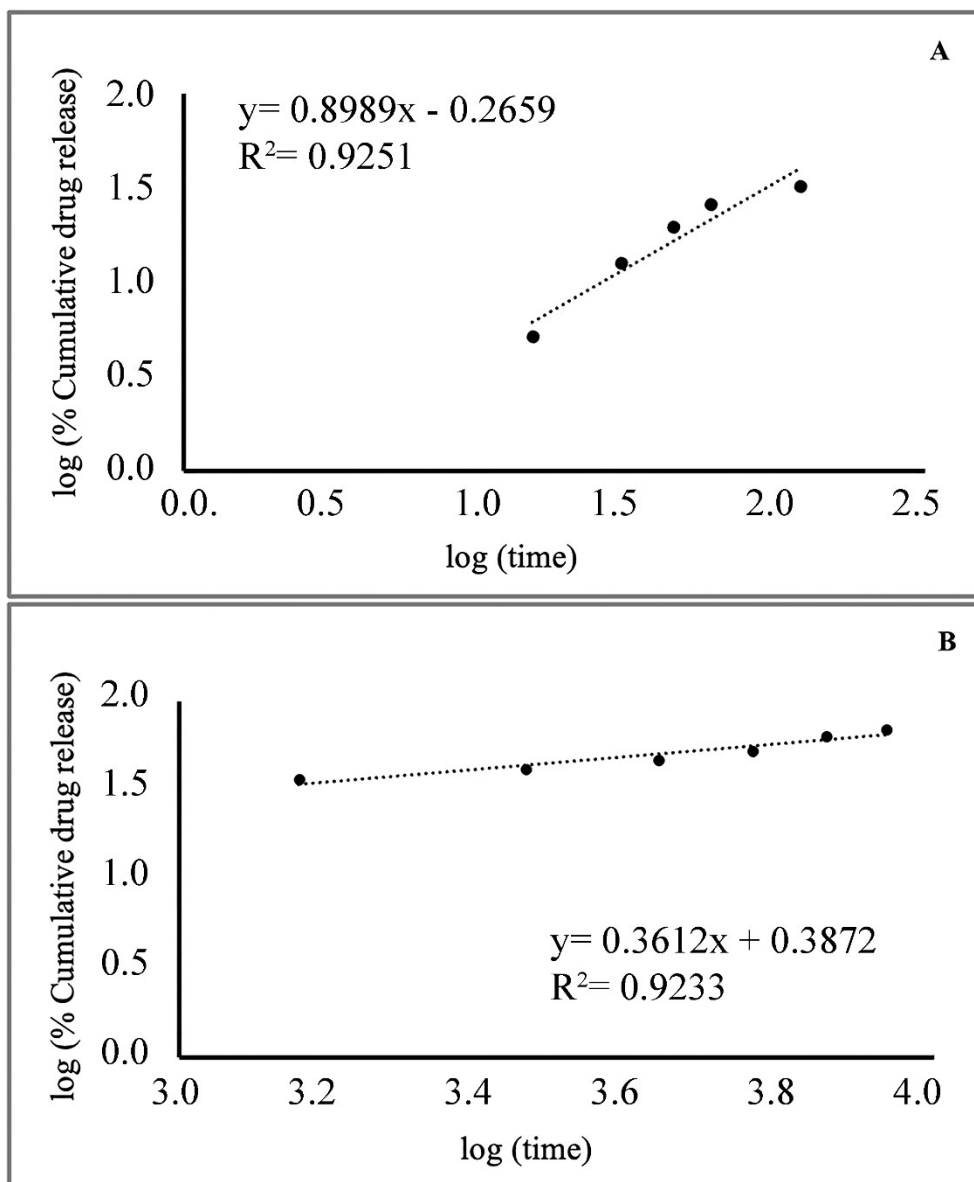 A
log (% Cumulative drug release)
2.0
y= 0.8989x - 0.2659
R²= 0.9251
1.5
1.0
0.5
0.0
0.0. 0.5 1.0 1.5 2.0 2.5
log (time)
B
log (% Cumulative drug release)
2.0
1.5
1.0
y= 0.3612x + 0.3872
0.5
R²= 0.9233
0.0
3.0 3.2 3.4 3.6 3.8 4.0
log (time)